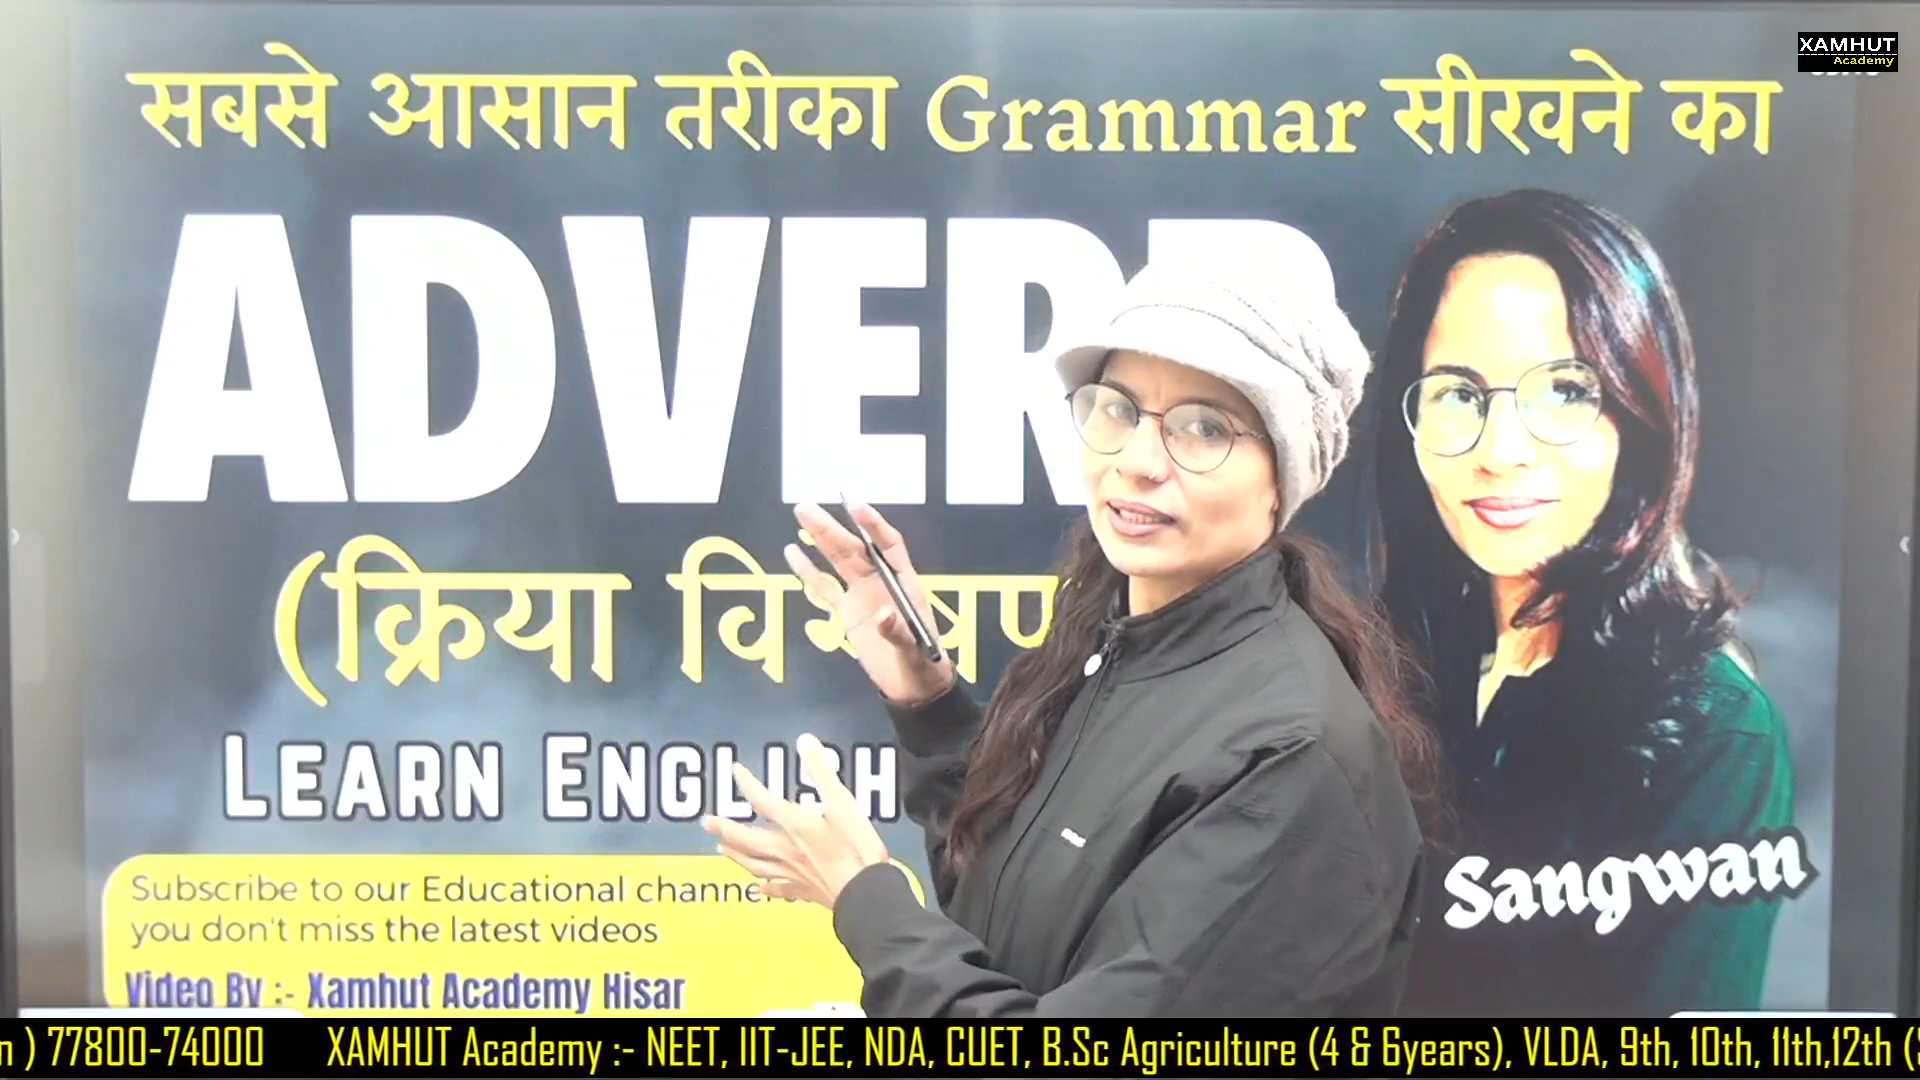 XAMHUT
Academy
सबसे आसान तरीका Grammar सीखने का
ADVERB
(क्रिया विशेषण
LEARN ENGLISH
Sangwan
Subscribe to our Educational channel
you don't miss the latest videos
Video By :- Xamhut Academy Hisar
n ) 77800-74000 XAMHUT Academy :- NEET, IIT-JEE, NDA, CUET, B.Sc Agriculture (4 & 6years), VLDA, 9th, 10th, 11th,12th (